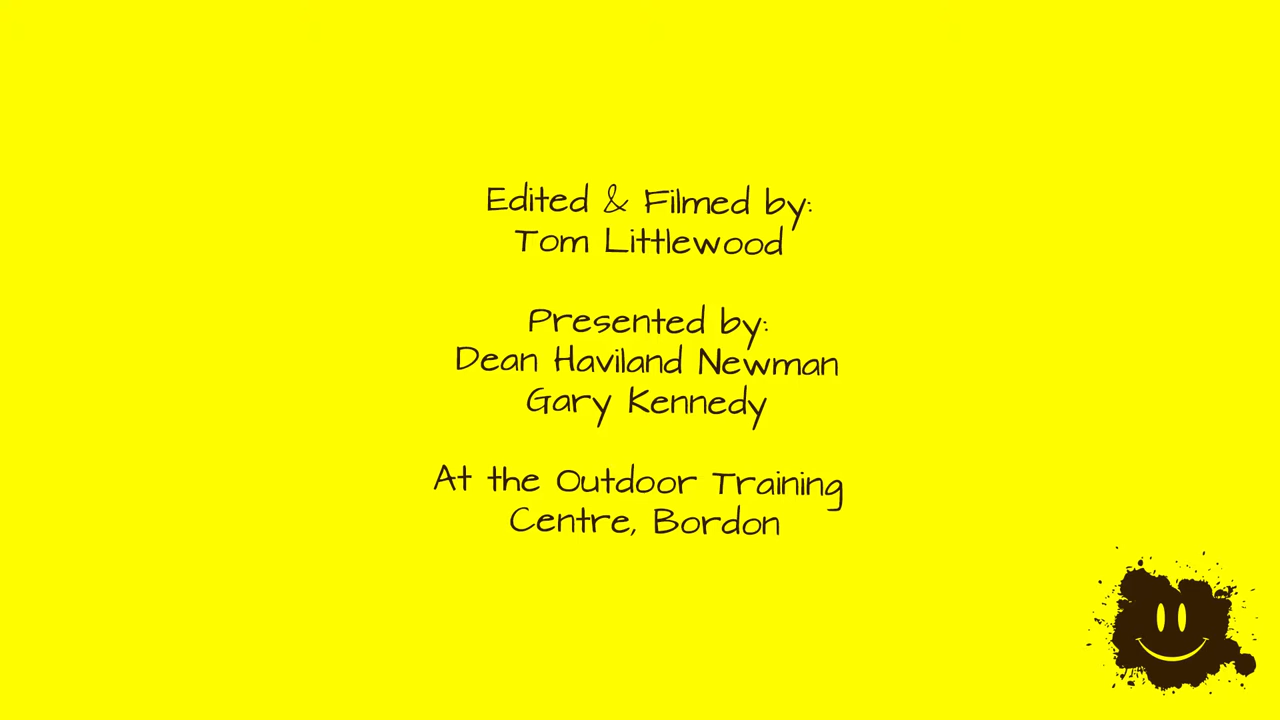 Edited & Filmed by:
Tom Littlewood
Presented by:
Dean Haviland Newman
Gary Kennedy
At the Outdoor Training
Centre, Bordon